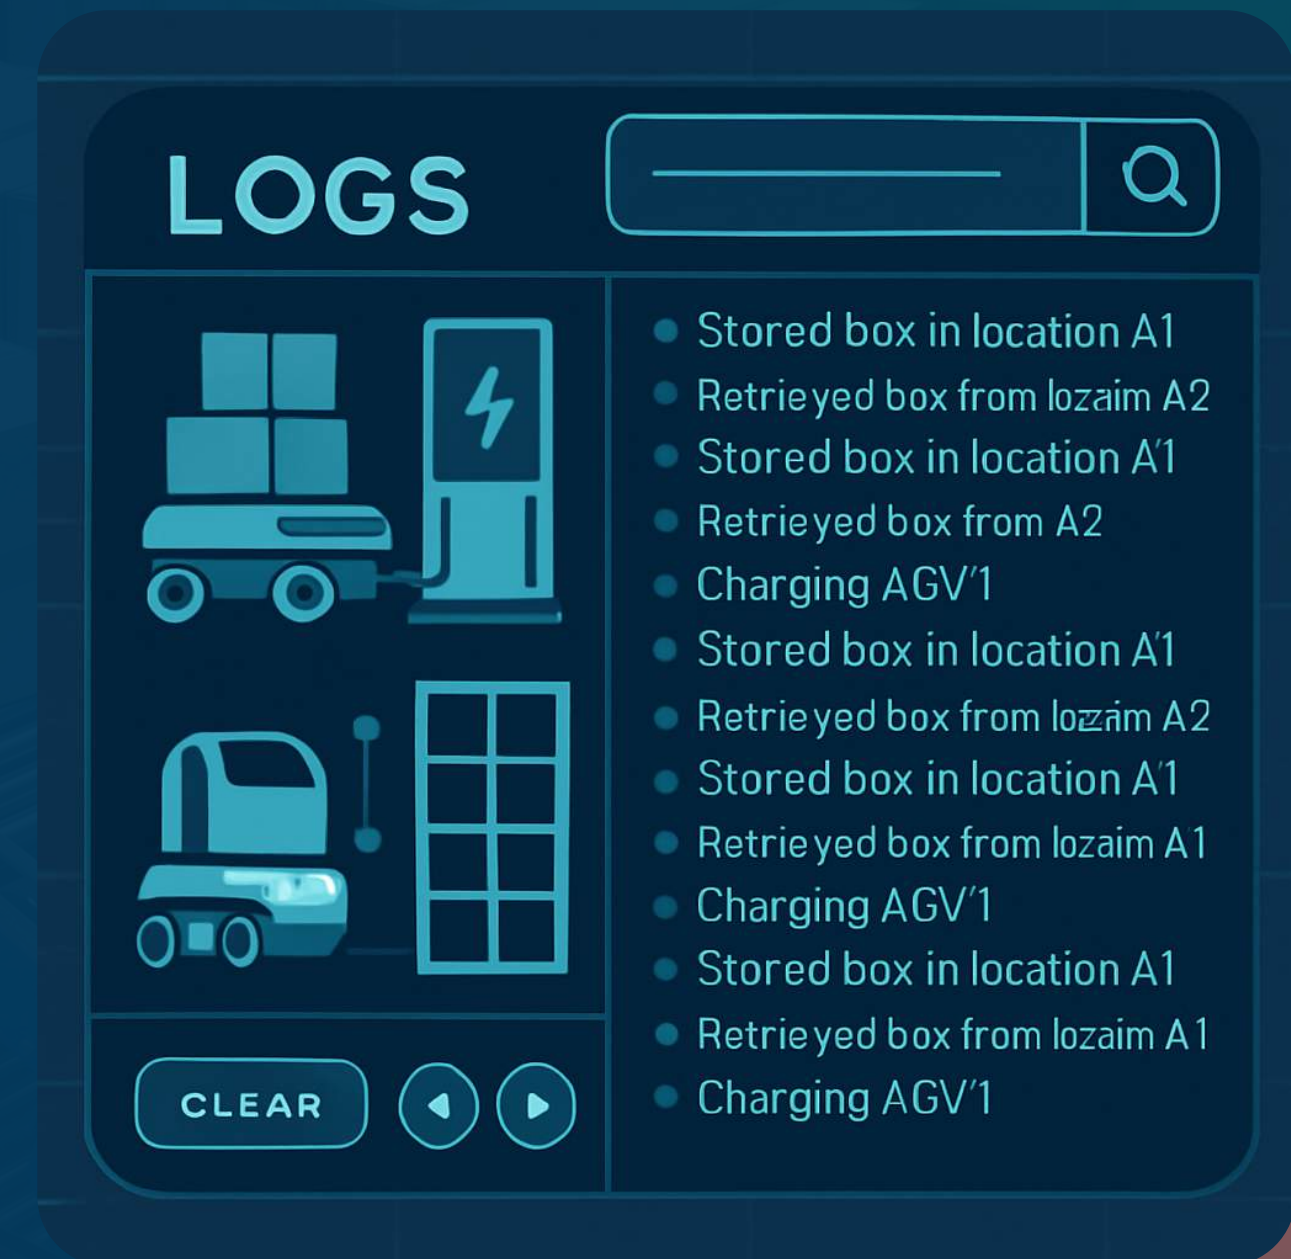 LOGS
Stored box in location A1
Retrieyed box from lozaim A2
Stored box in location A'1
Retrieyed box from A2
Charging AGV'1
Stored box in location A'1
Retrieyed box from lozzim A2
Stored box in location A'1
Retrieyed box from lozaim A1
Charging AGV'1
Stored box in location A1
Retrieyed box from lozaim A1
Charging AGV'1
CLEAR